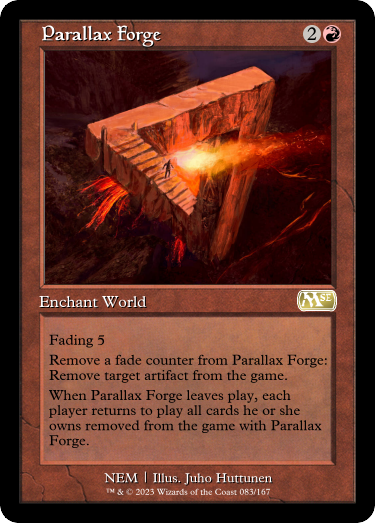 Parallax Forge 2
Enchant World
MSE
Fading 5
Remove a fade counter from Parallax Forge:
Remove target artifact from the game.
When Parallax Forge leaves play, each
player returns to play all cards he or she
owns removed from the game with Parallax
Forge.
NEM | Illus. Juho Huttunen
™ & © 2023 Wizards of the Coast 083/167